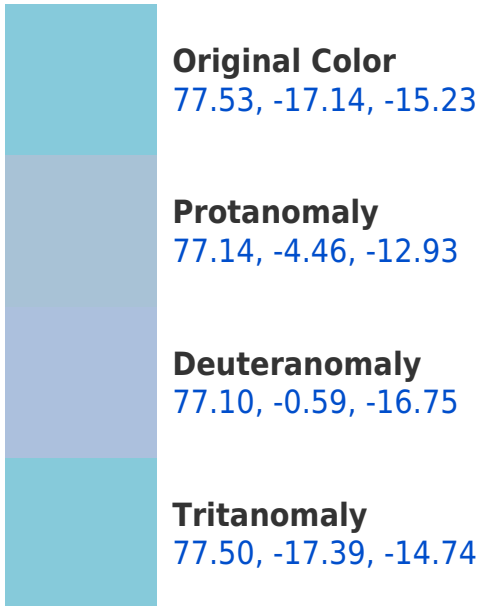 Original Color
77.53, -17.14, -15.23
Protanomaly
77.14, -4.46, -12.93
Deuteranomaly
77.10, -0.59, -16.75
Tritanomaly
77.50, -17.39, -14.74